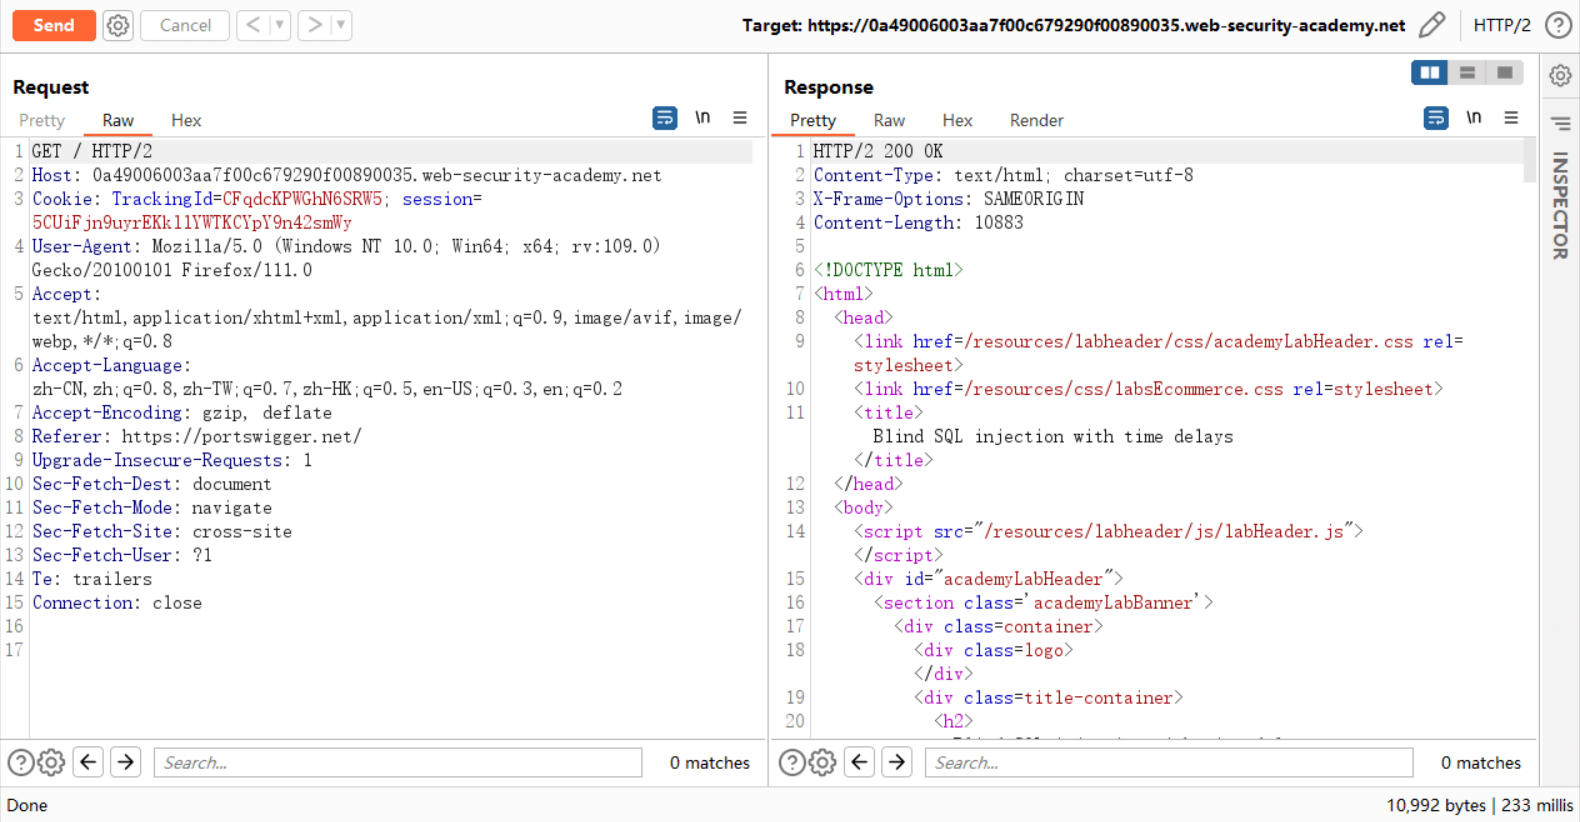 Send
Cancel
<
>
Target: https://0a49006003aa7f00c679290f00890035.web-security-academy.net
HTTP/2
?
Request
Pretty
Raw
Hex
\n
1 GET / HTTP/2
2 Host: 0a49006003aa7f00c679290f00890035.web-security-academy.net
3 Cookie: TrackingId=CFqdcKPWGhN6SRW5; session=
5CUiFjn9uyrEKkllYWTKCYpY9n42smWy
4 User-Agent: Mozilla/5.0 (Windows NT 10.0; Win64; x64; rv:109.0)
Gecko/20100101 Firefox/111.0
5 Accept:
text/html,application/xhtml+xml,application/xml;q=0.9,image/avif,image/
webp,*/*;q=0.8
6 Accept-Language:
zh-CN,zh;q=0.8,zh-TW;q=0.7,zh-HK;q=0.5,en-US;q=0.3,en;q=0.2
7 Accept-Encoding: gzip, deflate
8 Referer: https://portswigger.net/
9 Upgrade-Insecure-Requests: 1
10 Sec-Fetch-Dest: document
11 Sec-Fetch-Mode: navigate
12 Sec-Fetch-Site: cross-site
13 Sec-Fetch-User: ?1
14 Te: trailers
15 Connection: close
16
17
?
Search...
0 matches
Response
Pretty
Raw
Hex
Render
\n
1 HTTP/2 200 OK
2 Content-Type: text/html; charset=utf-8
3 X-Frame-Options: SAMEORIGIN
4 Content-Length: 10883
5
6 <!DOCTYPE html>
7 <html>
8 <head>
9 <link href=/resources/labheader/css/academyLabHeader.css rel=
stylesheet>
10 <link href=/resources/css/labsEcommerce.css rel=stylesheet>
11 <title>
Blind SQL injection with time delays
</title>
12 </head>
13 <body>
14 <script src="/resources/labheader/js/labHeader.js">
</script>
15 <div id="academyLabHeader">
16 <section class='academyLabBanner'>
17 <div class=container>
18 <div class=logo>
</div>
19 <div class=title-container>
20 <h2>
?
Search...
0 matches
INSPECTOR
Done
10,992 bytes | 233 millis